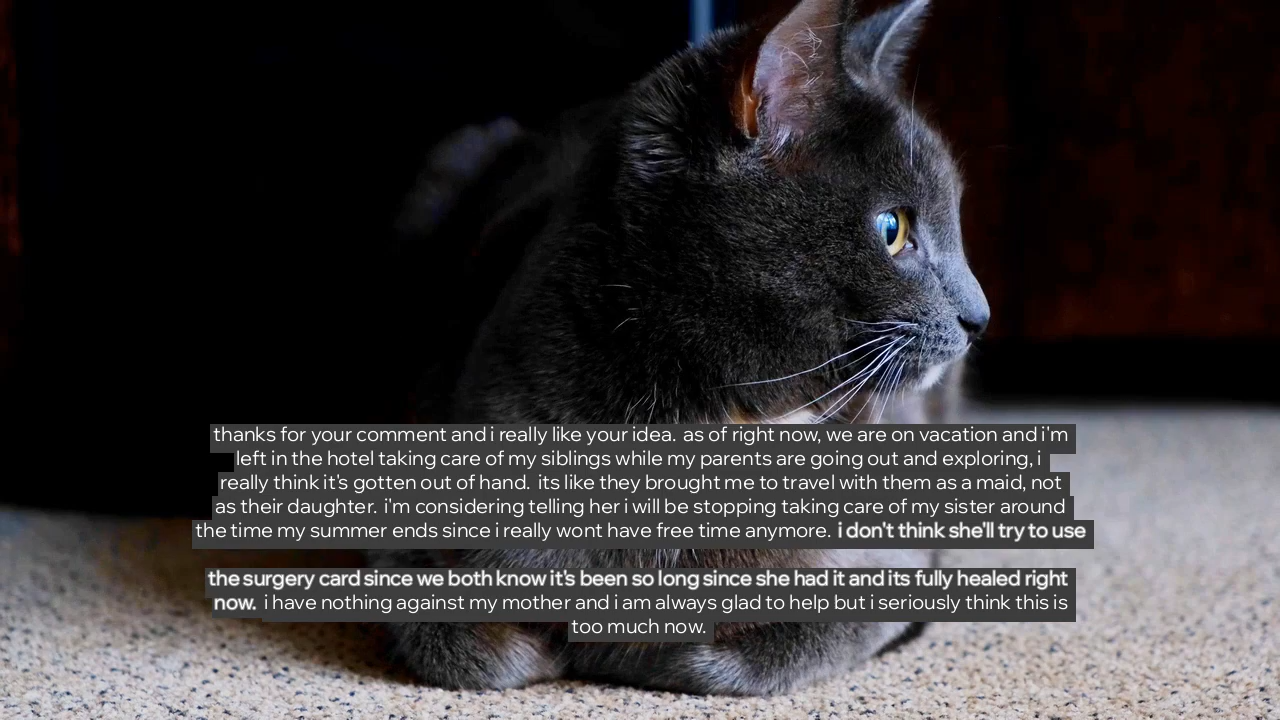 thanks for your comment and i really like your idea. as of right now, we are on vacation and i'm
left in the hotel taking care of my siblings while my parents are going out and exploring, i
really think it's gotten out of hand. its like they brought me to travel with them as a maid, not
as their daughter. i'm considering telling her i will be stopping taking care of my sister around
the time my summer ends since i really wont have free time anymore. i don't think she'll try to use
the surgery card since we both know it's been so long since she had it and its fully healed right
now. i have nothing against my mother and i am always glad to help but i seriously think this is
too much now.